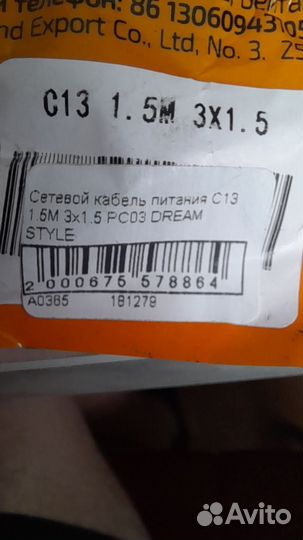 телефон: 86 13060943105
nd Export Co., Ltd, No. 3.
C13 1.5M 3X1.5
Сетевой кабель питания C13
1.5M 3x1.5 PC03 DREAM
STYLE
2 000675 578864
A0365 181279
Avito